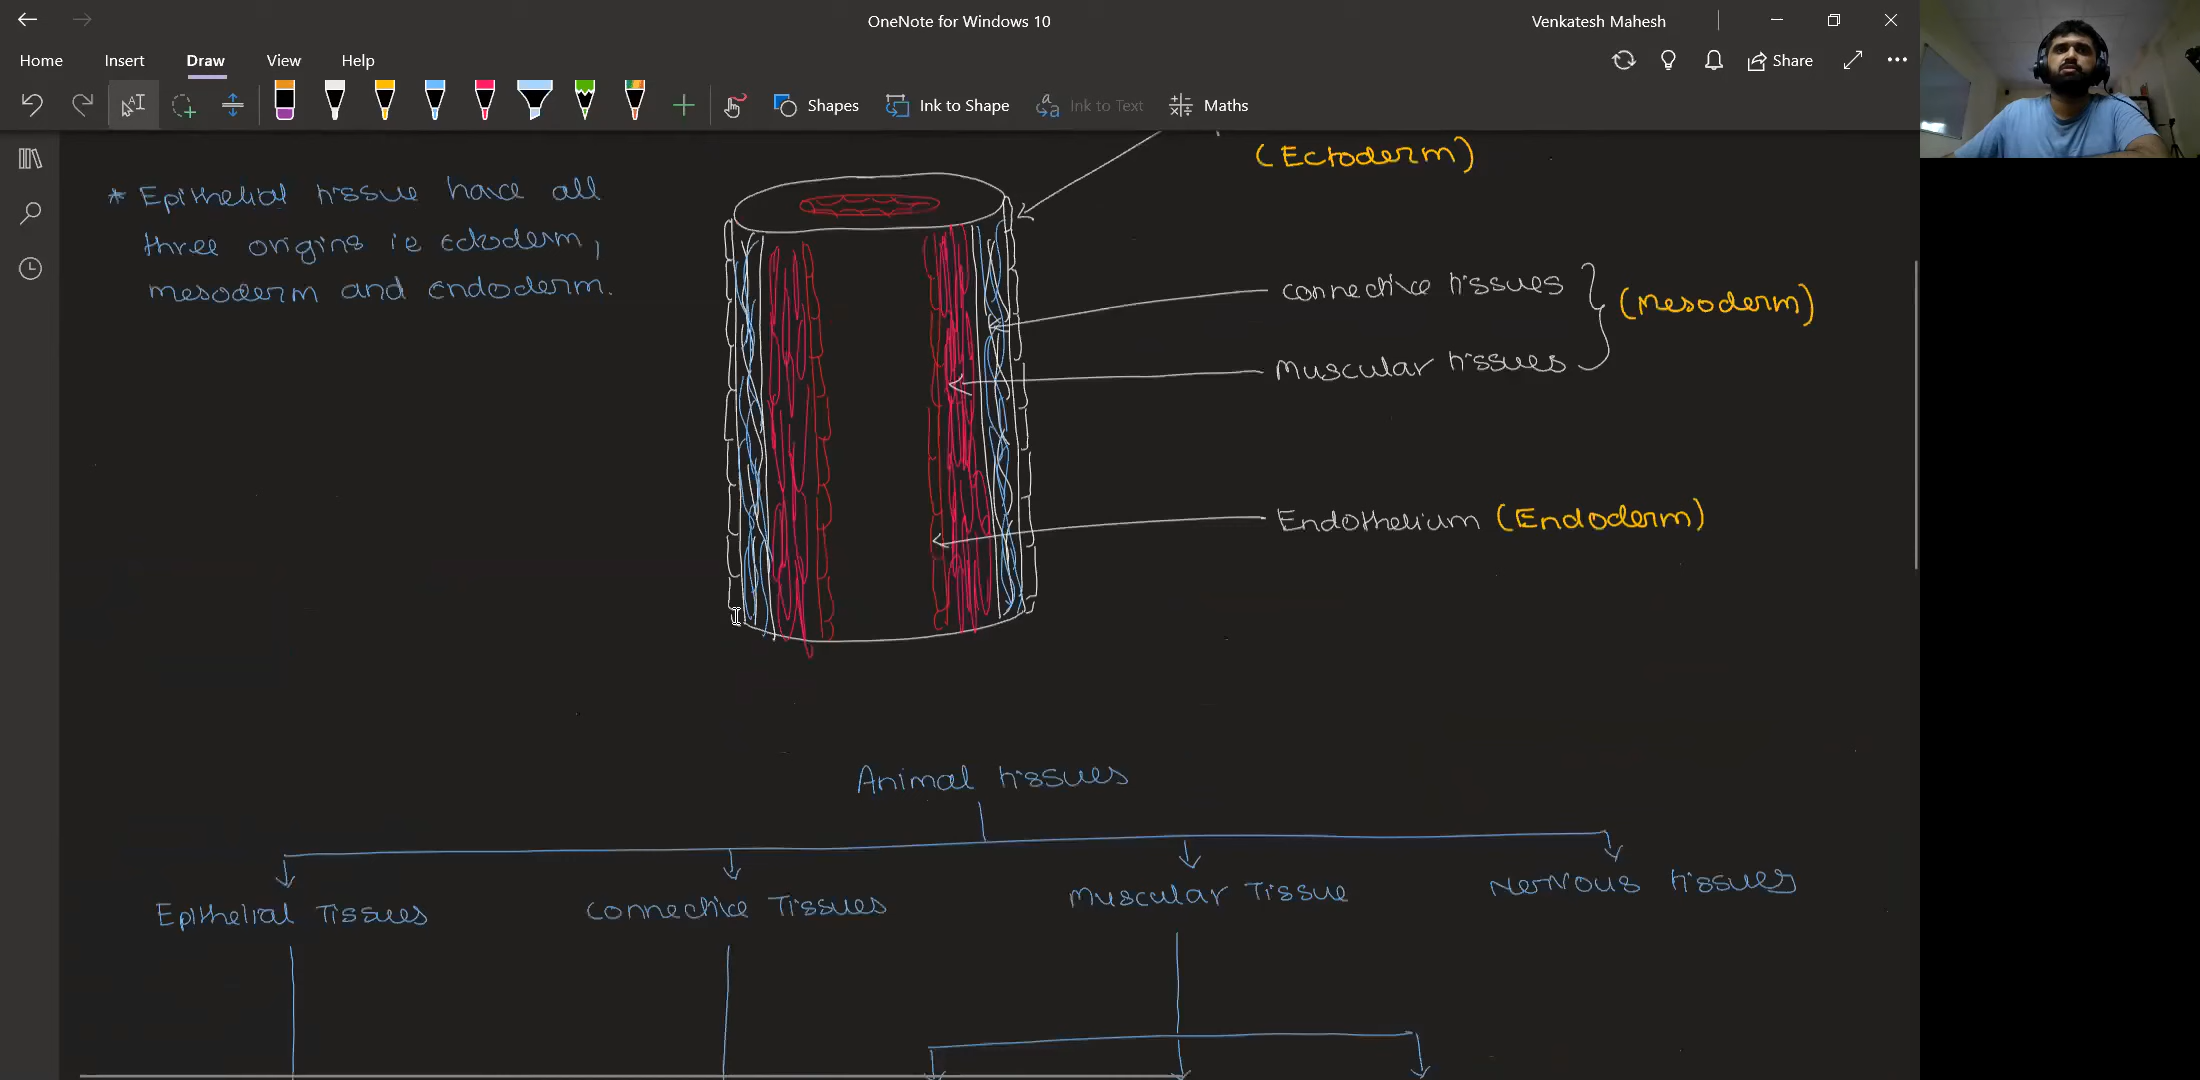 OneNote for Windows 10
Venkatesh Mahesh
Home Insert Draw View Help
Share
Shapes Ink to Shape Ink to Text Maths
(Ectoderm)
* Epithelial tissue have all
three origins ie ectoderm,
mesoderm and endoderm.
connective tissues
(mesoderm)
Muscular tissues
Endothelium (Endoderm)
Animal tissues
Epithelial Tissues
connective Tissues
Muscular Tissue
Nervous tissues